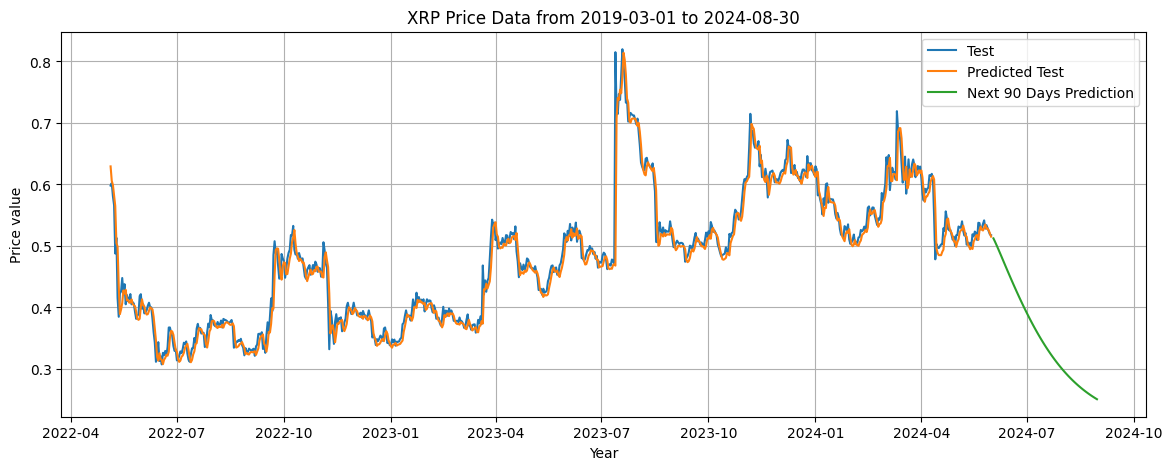 XRP Price Data from 2019-03-01 to 2024-08-30
Test
Predicted Test
Next 90 Days Prediction
Price value
0.8
0.7
0.6
0.5
0.4
0.3
2022-04 2022-07 2022-10 2023-01 2023-04 2023-07 2023-10 2024-01 2024-04 2024-07 2024-10
Year